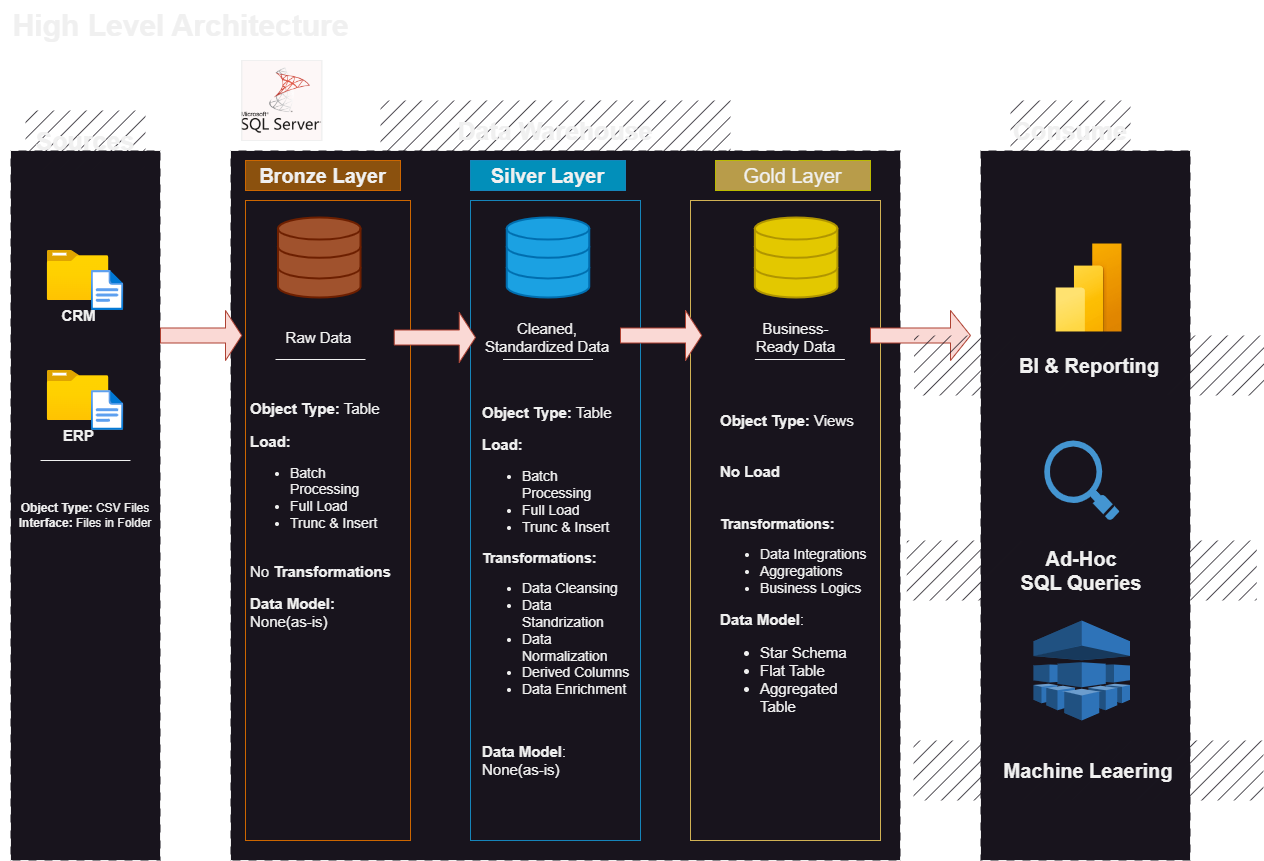 High Level Architecture
Microsoft®
SQL Server
Sources
Data Warehouse
Consume
CRM
ERP
Object Type: CSV Files
Interface: Files in Folder
Bronze Layer
Raw Data
Object Type: Table
Load:
• Batch
Processing
• Full Load
• Trunc & Insert
No Transformations
Data Model:
None(as-is)
Silver Layer
Cleaned,
Standardized Data
Object Type: Table
Load:
• Batch
Processing
• Full Load
• Trunc & Insert
Transformations:
• Data Cleansing
• Data
Standrization
• Data
Normalization
• Derived Columns
• Data Enrichment
Data Model:
None(as-is)
Gold Layer
Business-
Ready Data
Object Type: Views
No Load
Transformations:
• Data Integrations
• Aggregations
• Business Logics
Data Model:
• Star Schema
• Flat Table
• Aggregated
Table
BI & Reporting
Ad-Hoc
SQL Queries
Machine Leaering